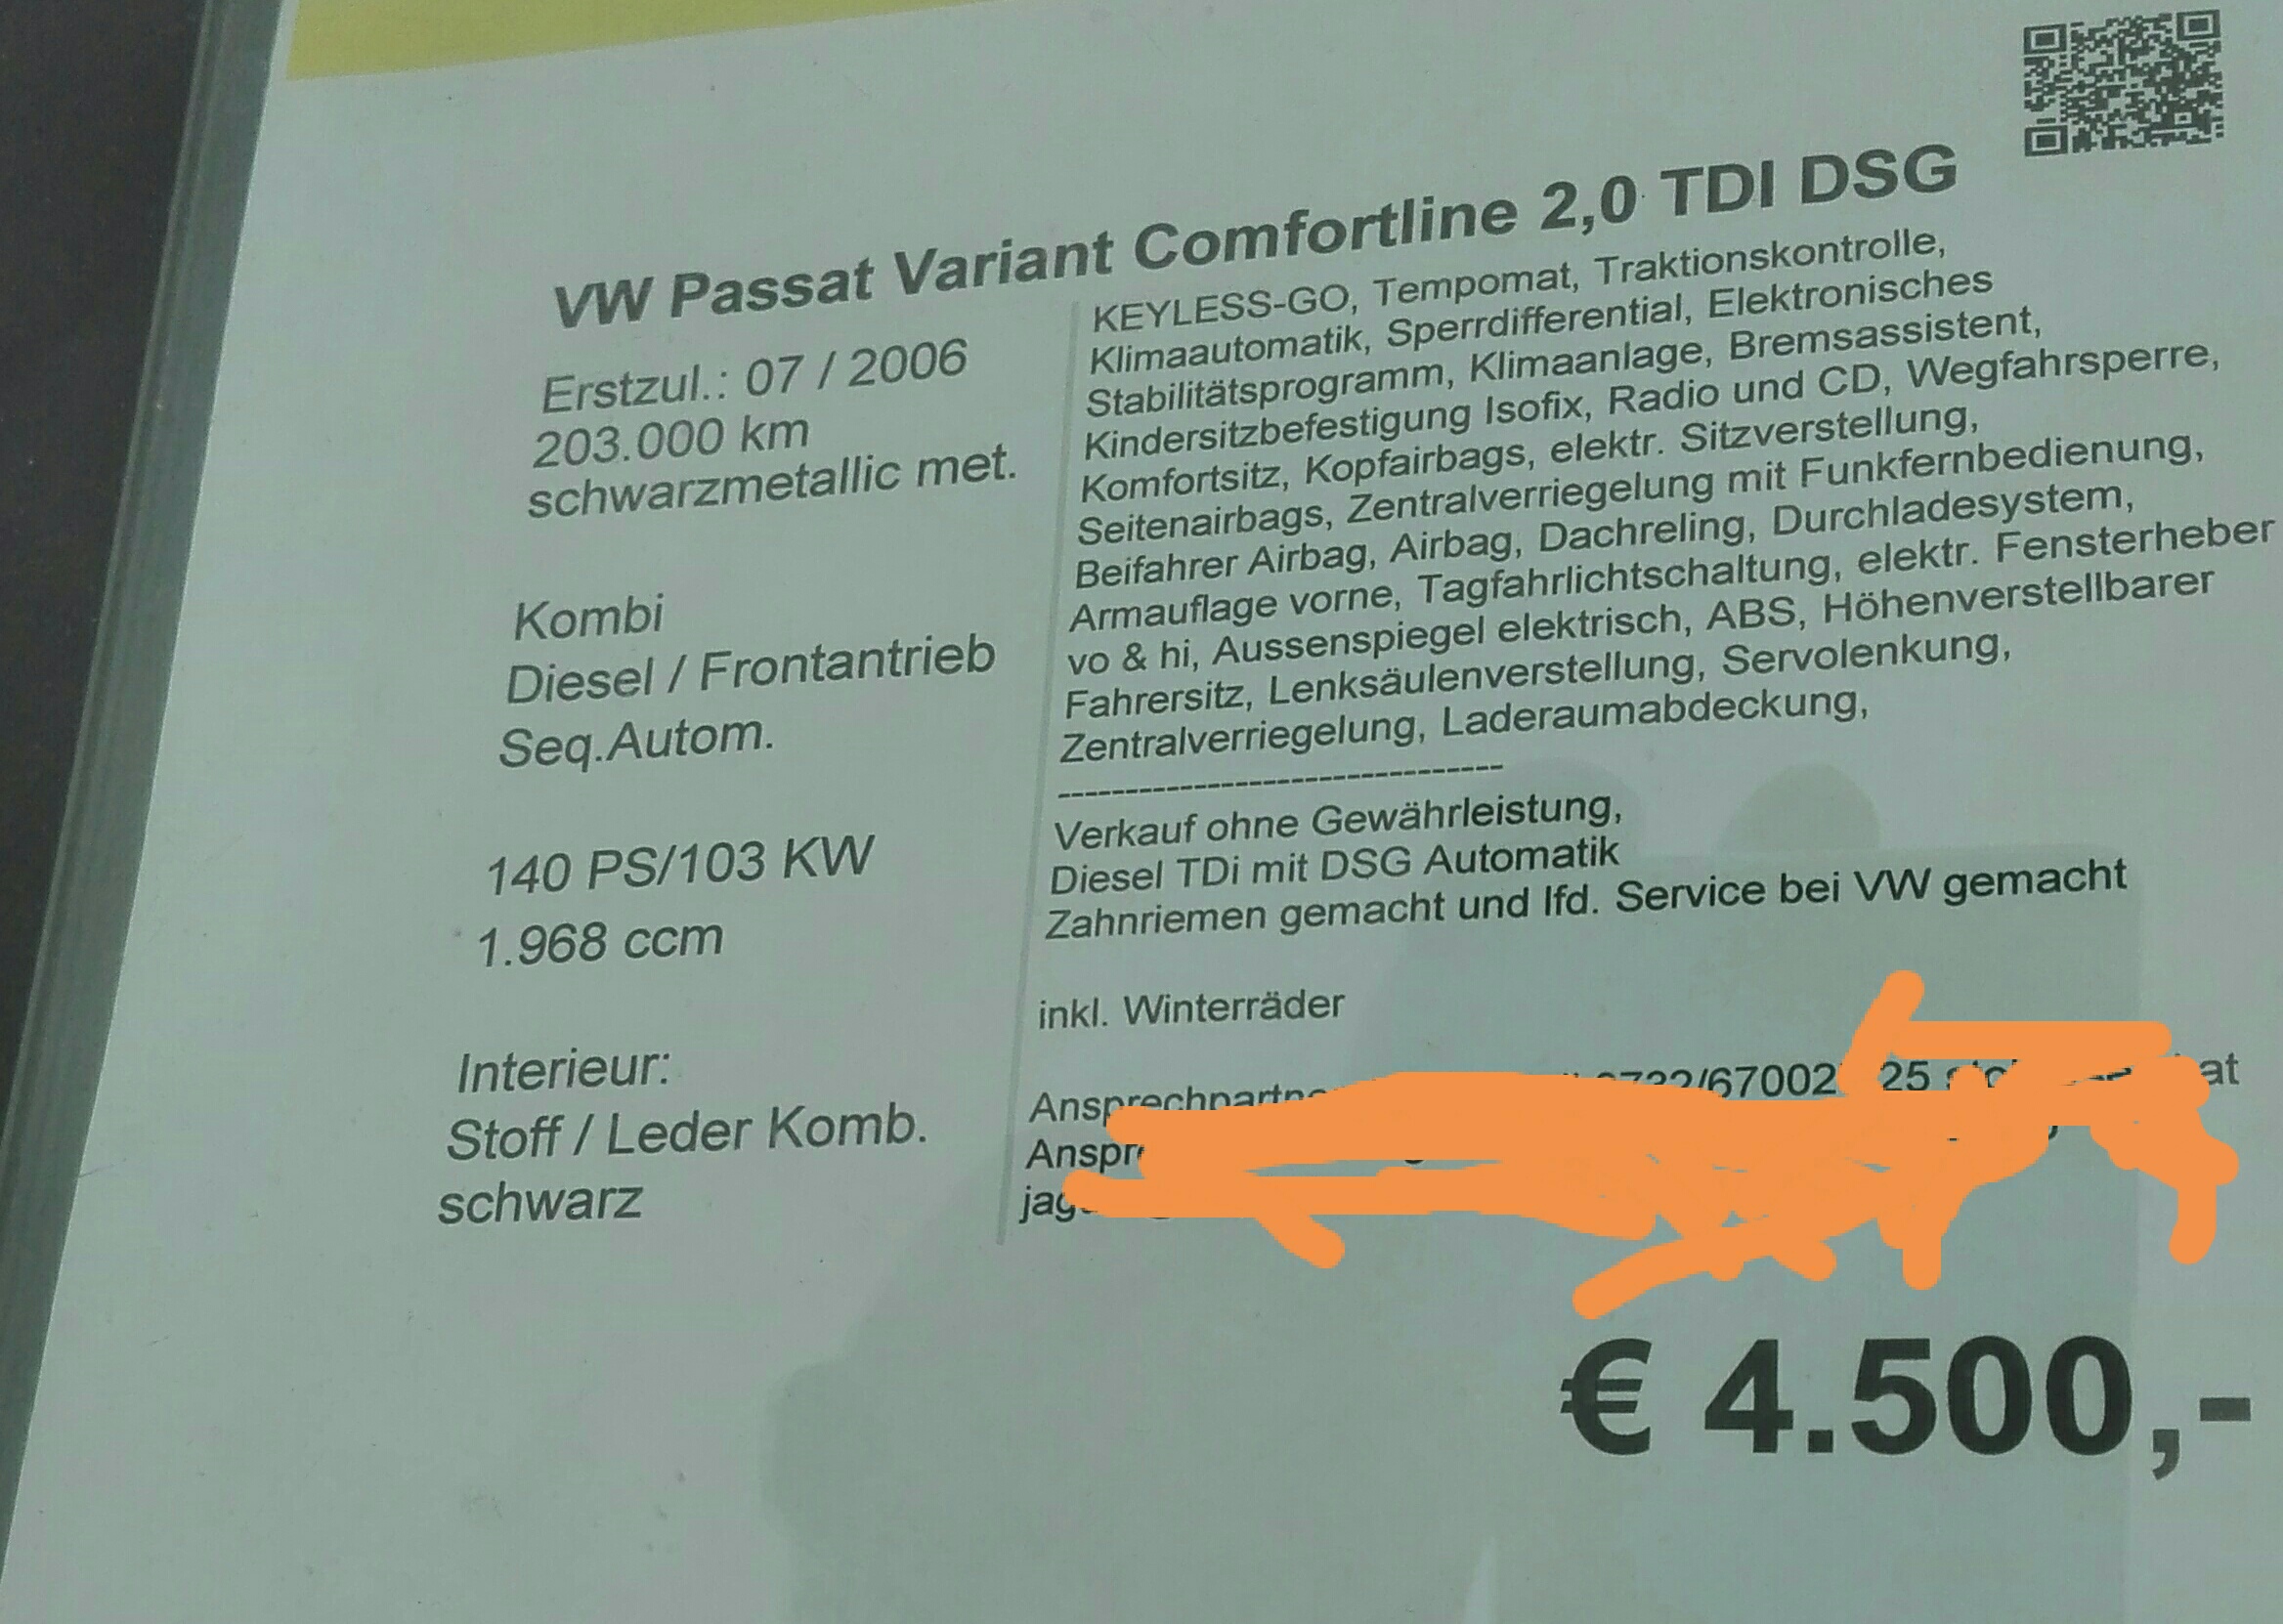 VW Passat Variant Comfortline 2,0 TDI DSG
Erstzul.: 07 / 2006
203.000 km
schwarzmetallic met.
Kombi
Diesel / Frontantrieb
Seq.Autom.
140 PS/103 KW
1.968 ccm
Interieur:
Stoff / Leder Komb.
schwarz
KEYLESS-GO, Tempomat, Traktionskontrolle,
Klimaautomatik, Sperrdifferential, Elektronisches
Stabilitätsprogramm, Klimaanlage, Bremsassistent,
Kindersitzbefestigung Isofix, Radio und CD, Wegfahrsperre,
Komfortsitz, Kopfairbags, elektr. Sitzverstellung,
Seitenairbags, Zentralverriegelung mit Funkfernbedienung,
Beifahrer Airbag, Airbag, Dachreling, Durchladesystem,
Armauflage vorne, Tagfahrlichtschaltung, elektr. Fensterheber
vo & hi, Aussenspiegel elektrisch, ABS, Höhenverstellbarer
Fahrersitz, Lenksäulenverstellung, Servolenkung,
Zentralverriegelung, Laderaumabdeckung,
---------------------------------
Verkauf ohne Gewährleistung,
Diesel TDi mit DSG Automatik
Zahnriemen gemacht und lfd. Service bei VW gemacht
inkl. Winterräder
€ 4.500,-